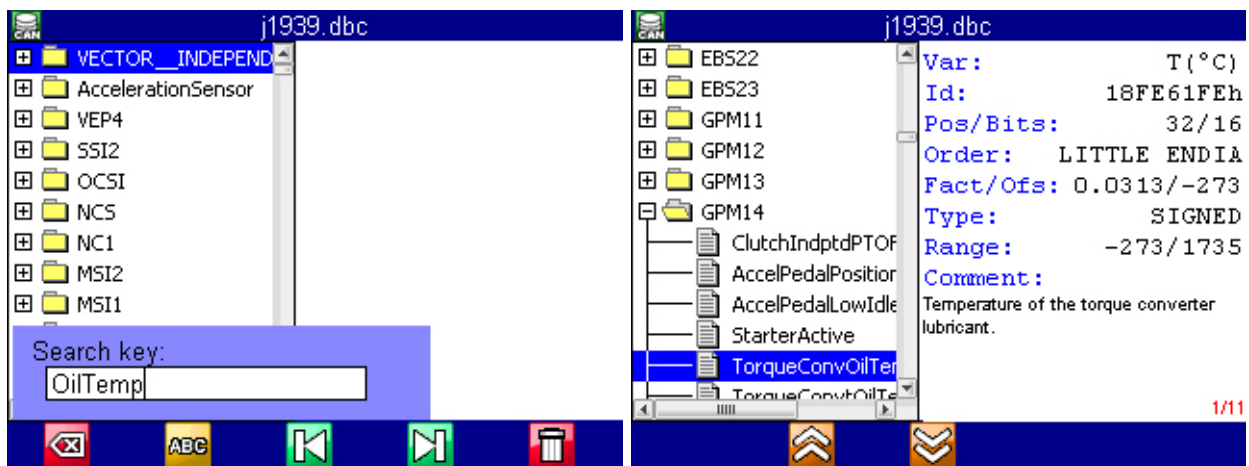 CAN
j1939.dbc
VECTOR__INDEPEND
AccelerationSensor
VEP4
SSI2
OCSI
NCS
NC1
MSI2
MSI1
Search key:
OilTemp
ABC
CAN
j1939.dbc
EBS22
EBS23
GPM11
GPM12
GPM13
GPM14
ClutchIndptdPTOF
AccelPedalPosition
AccelPedalLowIdle
StarterActive
TorqueConvOilTer
TorqueConvtOilTe
Var: T(°C)
Id: 18FE61FEh
Pos/Bits: 32/16
Order: LITTLE ENDIA
Fact/Ofs: 0.0313/-273
Type: SIGNED
Range: -273/1735
Comment:
Temperature of the torque converter
lubricant.
1/11